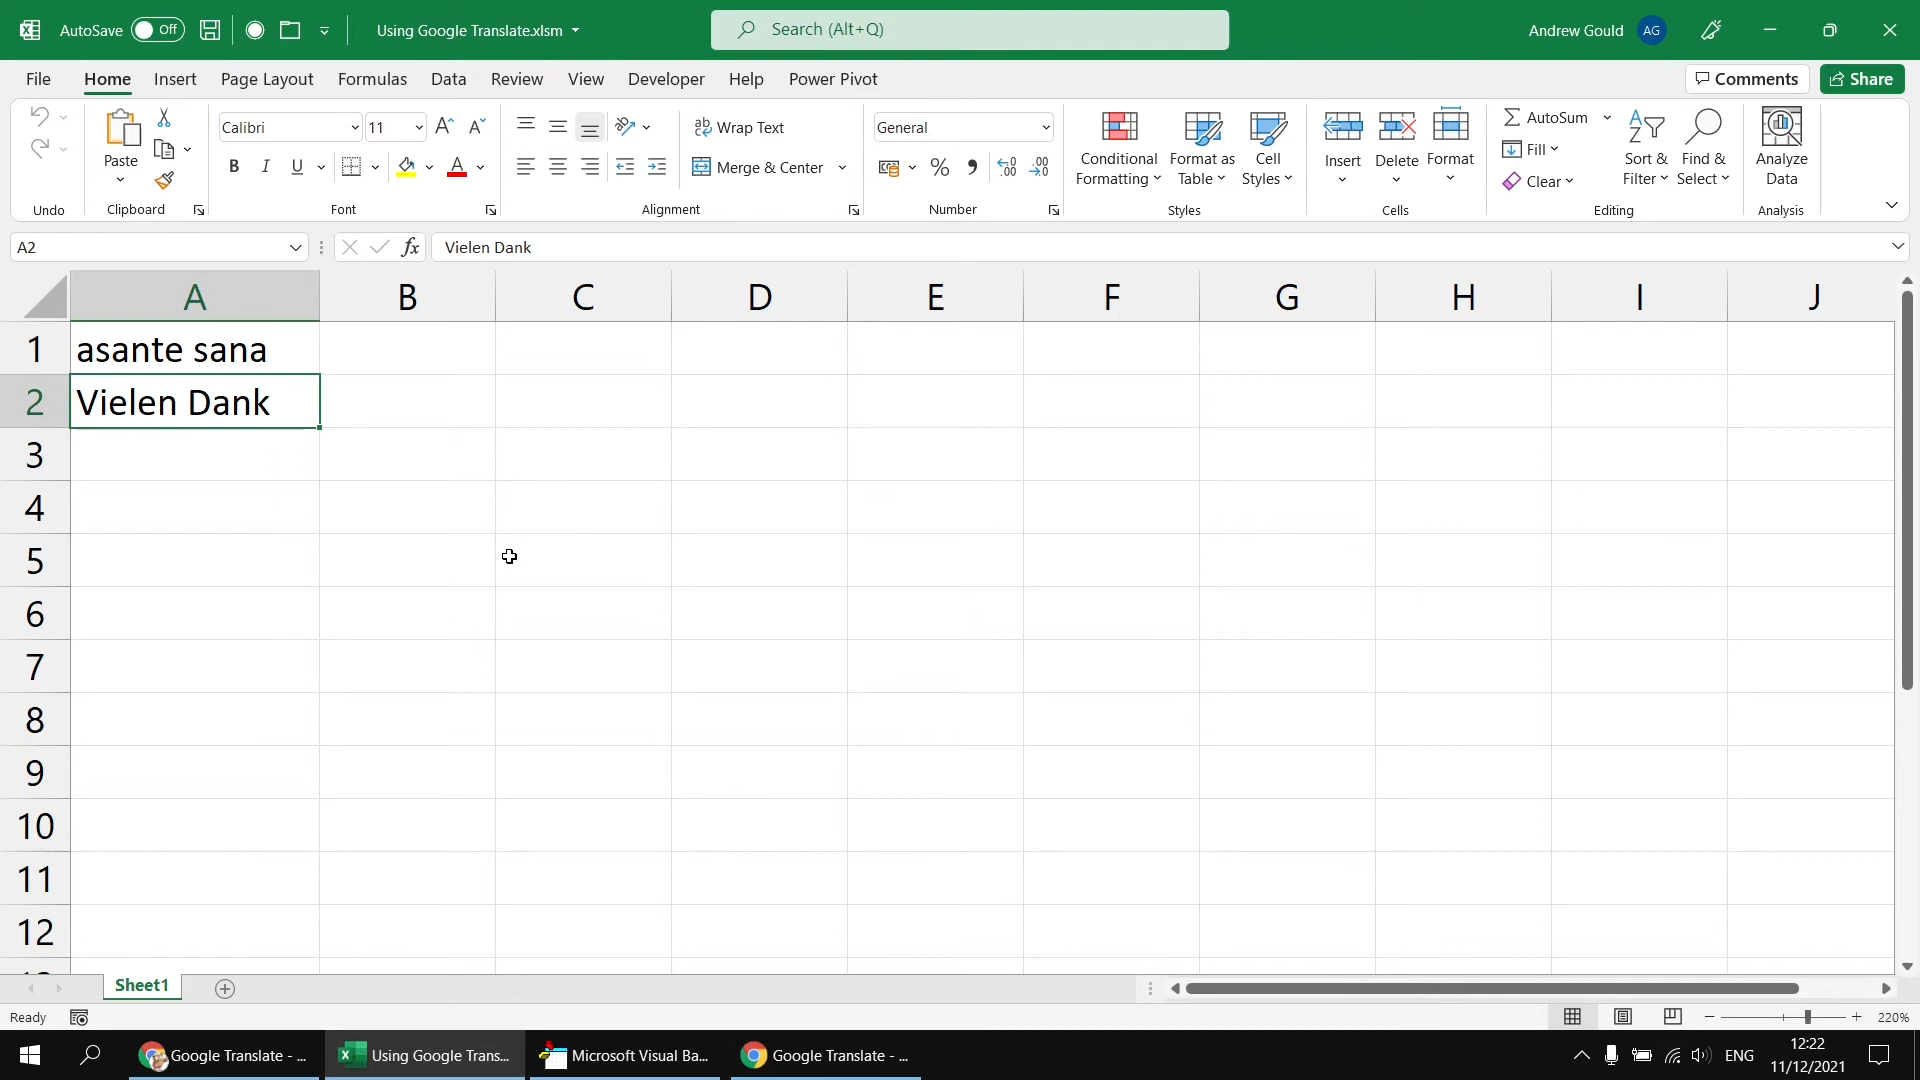 AutoSave Off Using Google Translate.xlsm Search (Alt+Q) Andrew Gould AG
File Home Insert Page Layout Formulas Data Review View Developer Help Power Pivot Comments Share
Calibri 11 Wrap Text General AutoSum
Paste Conditional Formatting Format as Table Cell Styles Insert Delete Format Fill Sort & Filter Find & Select Analyze Data
B I U Merge & Center % Clear
Undo Clipboard Font Alignment Number Styles Cells Editing Analysis
A2 fx Vielen Dank
A B C D E F G H I J
1 asante sana
2 Vielen Dank
3
4
5
6
7
8
9
10
11
12
Sheet1
Ready 220%
Google Translate - ... Using Google Trans... Microsoft Visual Ba... Google Translate - ... ENG 12:22
11/12/2021